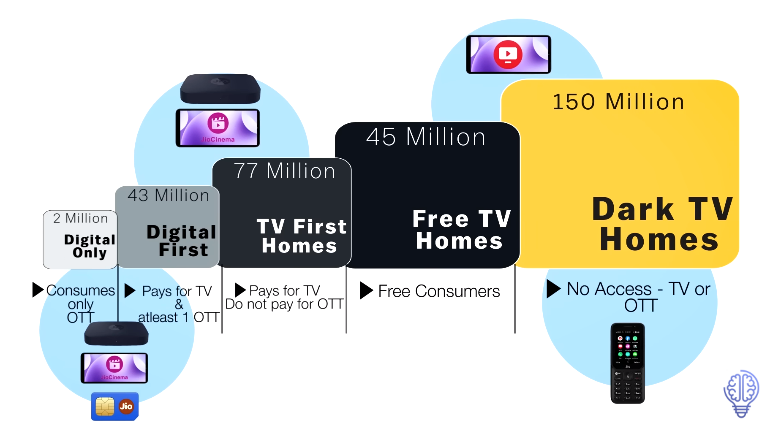 2 Million
Digital
Only
43 Million
Digital
First
77 Million
TV First
Homes
45 Million
Free TV
Homes
150 Million
Dark TV
Homes
Consumes
only
OTT
Pays for TV
&
atleast 1 OTT
Pays for TV
Do not pay for OTT
Free Consumers
No Access - TV or
OTT
JioCinema
JioCinema
Jio